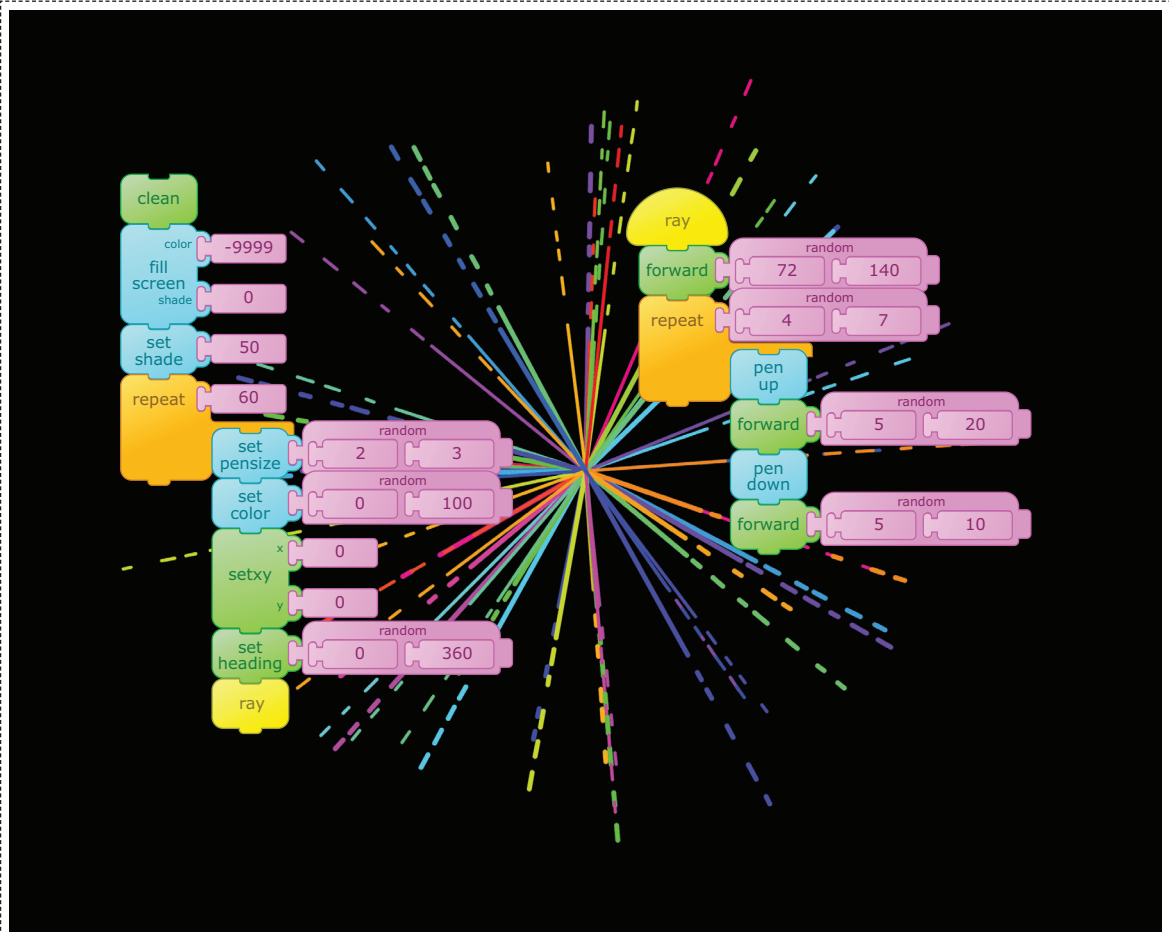 clean
color -9999
fill
screen
shade 0
set
shade 50
repeat 60
random
set
pensize 2 3
random
set
color 0 100
x 0
setxy
y 0
random
set
heading 0 360
ray
ray
random
forward 72 140
random
repeat 4 7
pen
up
random
forward 5 20
pen
down
random
forward 5 10